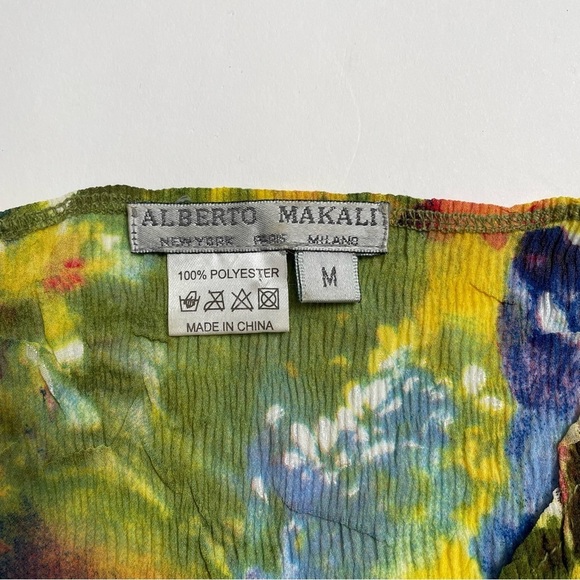 ALBERTO MAKALI
NEW YORK PARIS MILANO
100% POLYESTER
MADE IN CHINA
M